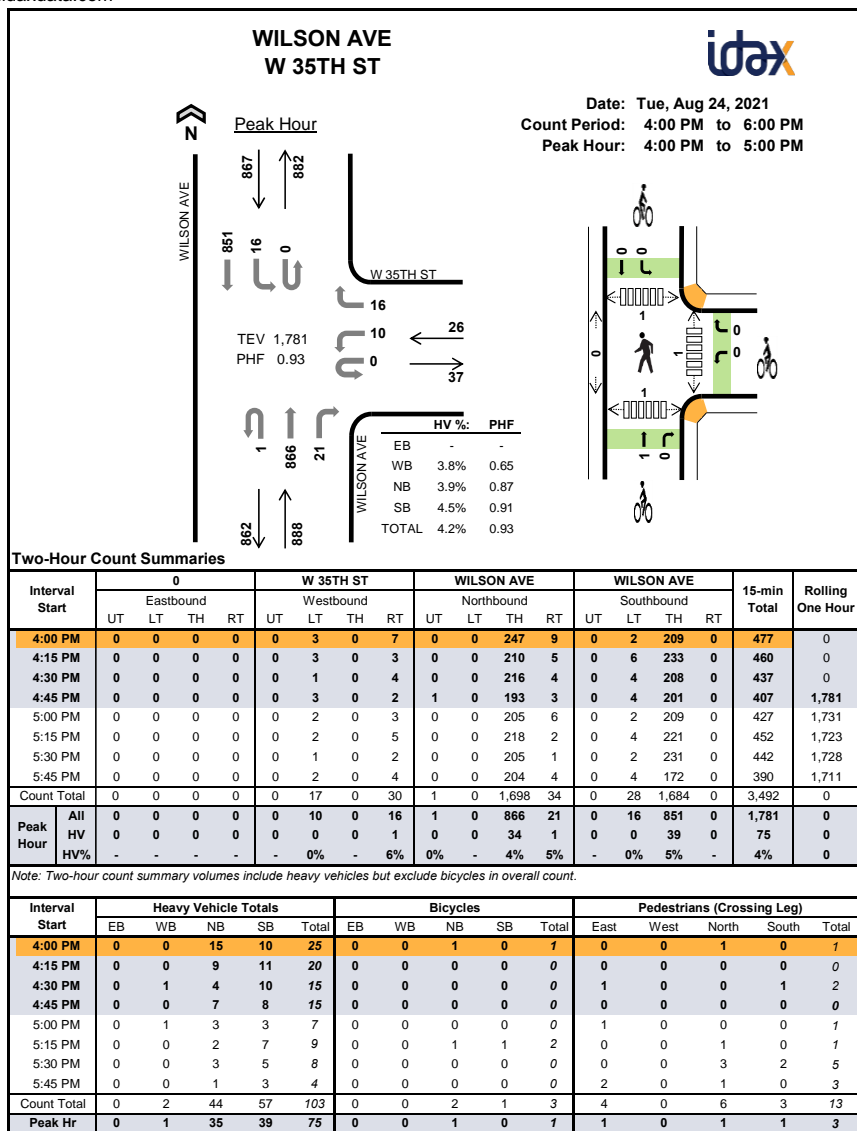 WILSON AVE
W 35TH ST
idax
Date: Tue, Aug 24, 2021
Count Period: 4:00 PM to 6:00 PM
Peak Hour: 4:00 PM to 5:00 PM
N
Peak Hour
WILSON AVE
867 882
851 16 0
W 35TH ST
16
10
0
26
37
TEV 1,781
PHF 0.93
1 866 21
862 888
WILSON AVE
HV %: PHF
EB - -
WB 3.8% 0.65
NB 3.9% 0.87
SB 4.5% 0.91
TOTAL 4.2% 0.93
0 0
1
0
1
0
0
1
1 0
Two-Hour Count Summaries
Interval Start 0 W 35TH ST WILSON AVE WILSON AVE 15-min Total Rolling One Hour
Eastbound Westbound Northbound Southbound
UT LT TH RT UT LT TH RT UT LT TH RT UT LT TH RT
4:00 PM 0 0 0 0 0 3 0 7 0 0 247 9 0 2 209 0 477 0
4:15 PM 0 0 0 0 0 3 0 3 0 0 210 5 0 6 233 0 460 0
4:30 PM 0 0 0 0 0 1 0 4 0 0 216 4 0 4 208 0 437 0
4:45 PM 0 0 0 0 0 3 0 2 1 0 193 3 0 4 201 0 407 1,781
5:00 PM 0 0 0 0 0 2 0 3 0 0 205 6 0 2 209 0 427 1,731
5:15 PM 0 0 0 0 0 2 0 5 0 0 218 2 0 4 221 0 452 1,723
5:30 PM 0 0 0 0 0 1 0 2 0 0 205 1 0 2 231 0 442 1,728
5:45 PM 0 0 0 0 0 2 0 4 0 0 204 4 0 4 172 0 390 1,711
Count Total 0 0 0 0 0 17 0 30 1 0 1,698 34 0 28 1,684 0 3,492 0
Peak Hour All 0 0 0 0 0 10 0 16 1 0 866 21 0 16 851 0 1,781 0
HV 0 0 0 0 0 0 0 1 0 0 34 1 0 0 39 0 75 0
HV% - - - - - 0% - 6% 0% - 4% 5% - 0% 5% - 4% 0
Note: Two-hour count summary volumes include heavy vehicles but exclude bicycles in overall count.
Interval Start Heavy Vehicle Totals Bicycles Pedestrians (Crossing Leg)
EB WB NB SB Total EB WB NB SB Total East West North South Total
4:00 PM 0 0 15 10 25 0 0 1 0 1 0 0 1 0 1
4:15 PM 0 0 9 11 20 0 0 0 0 0 0 0 0 0 0
4:30 PM 0 1 4 10 15 0 0 0 0 0 1 0 0 1 2
4:45 PM 0 0 7 8 15 0 0 0 0 0 0 0 0 0 0
5:00 PM 0 1 3 3 7 0 0 0 0 0 1 0 0 0 1
5:15 PM 0 0 2 7 9 0 0 1 1 2 0 0 1 0 1
5:30 PM 0 0 3 5 8 0 0 0 0 0 0 0 3 2 5
5:45 PM 0 0 1 3 4 0 0 0 0 0 2 0 1 0 3
Count Total 0 2 44 57 103 0 0 2 1 3 4 0 6 3 13
Peak Hr 0 1 35 39 75 0 0 1 0 1 1 0 1 1 3